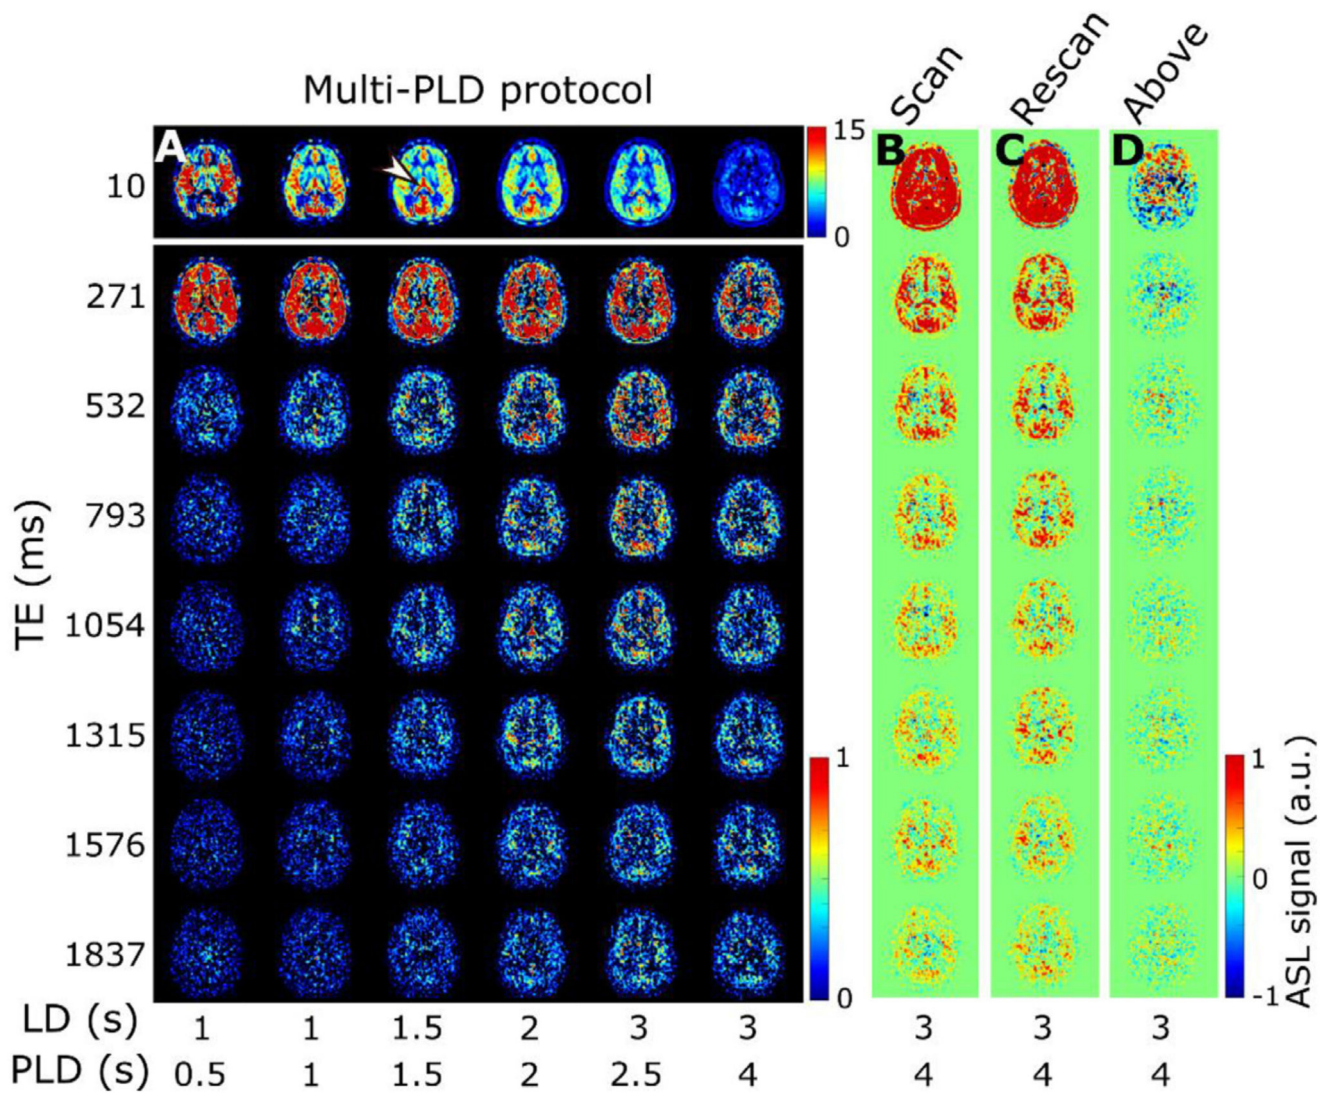 Multi-PLD protocol
Scan
Rescan
Above
A
B
C
D
15
0
TE (ms)
10
271
532
793
1054
1315
1576
1837
1
0
1
0
-1
ASL signal (a.u.)
LD (s) 1 1 1.5 2 3 3 3 3 3
PLD (s) 0.5 1 1.5 2 2.5 4 4 4 4